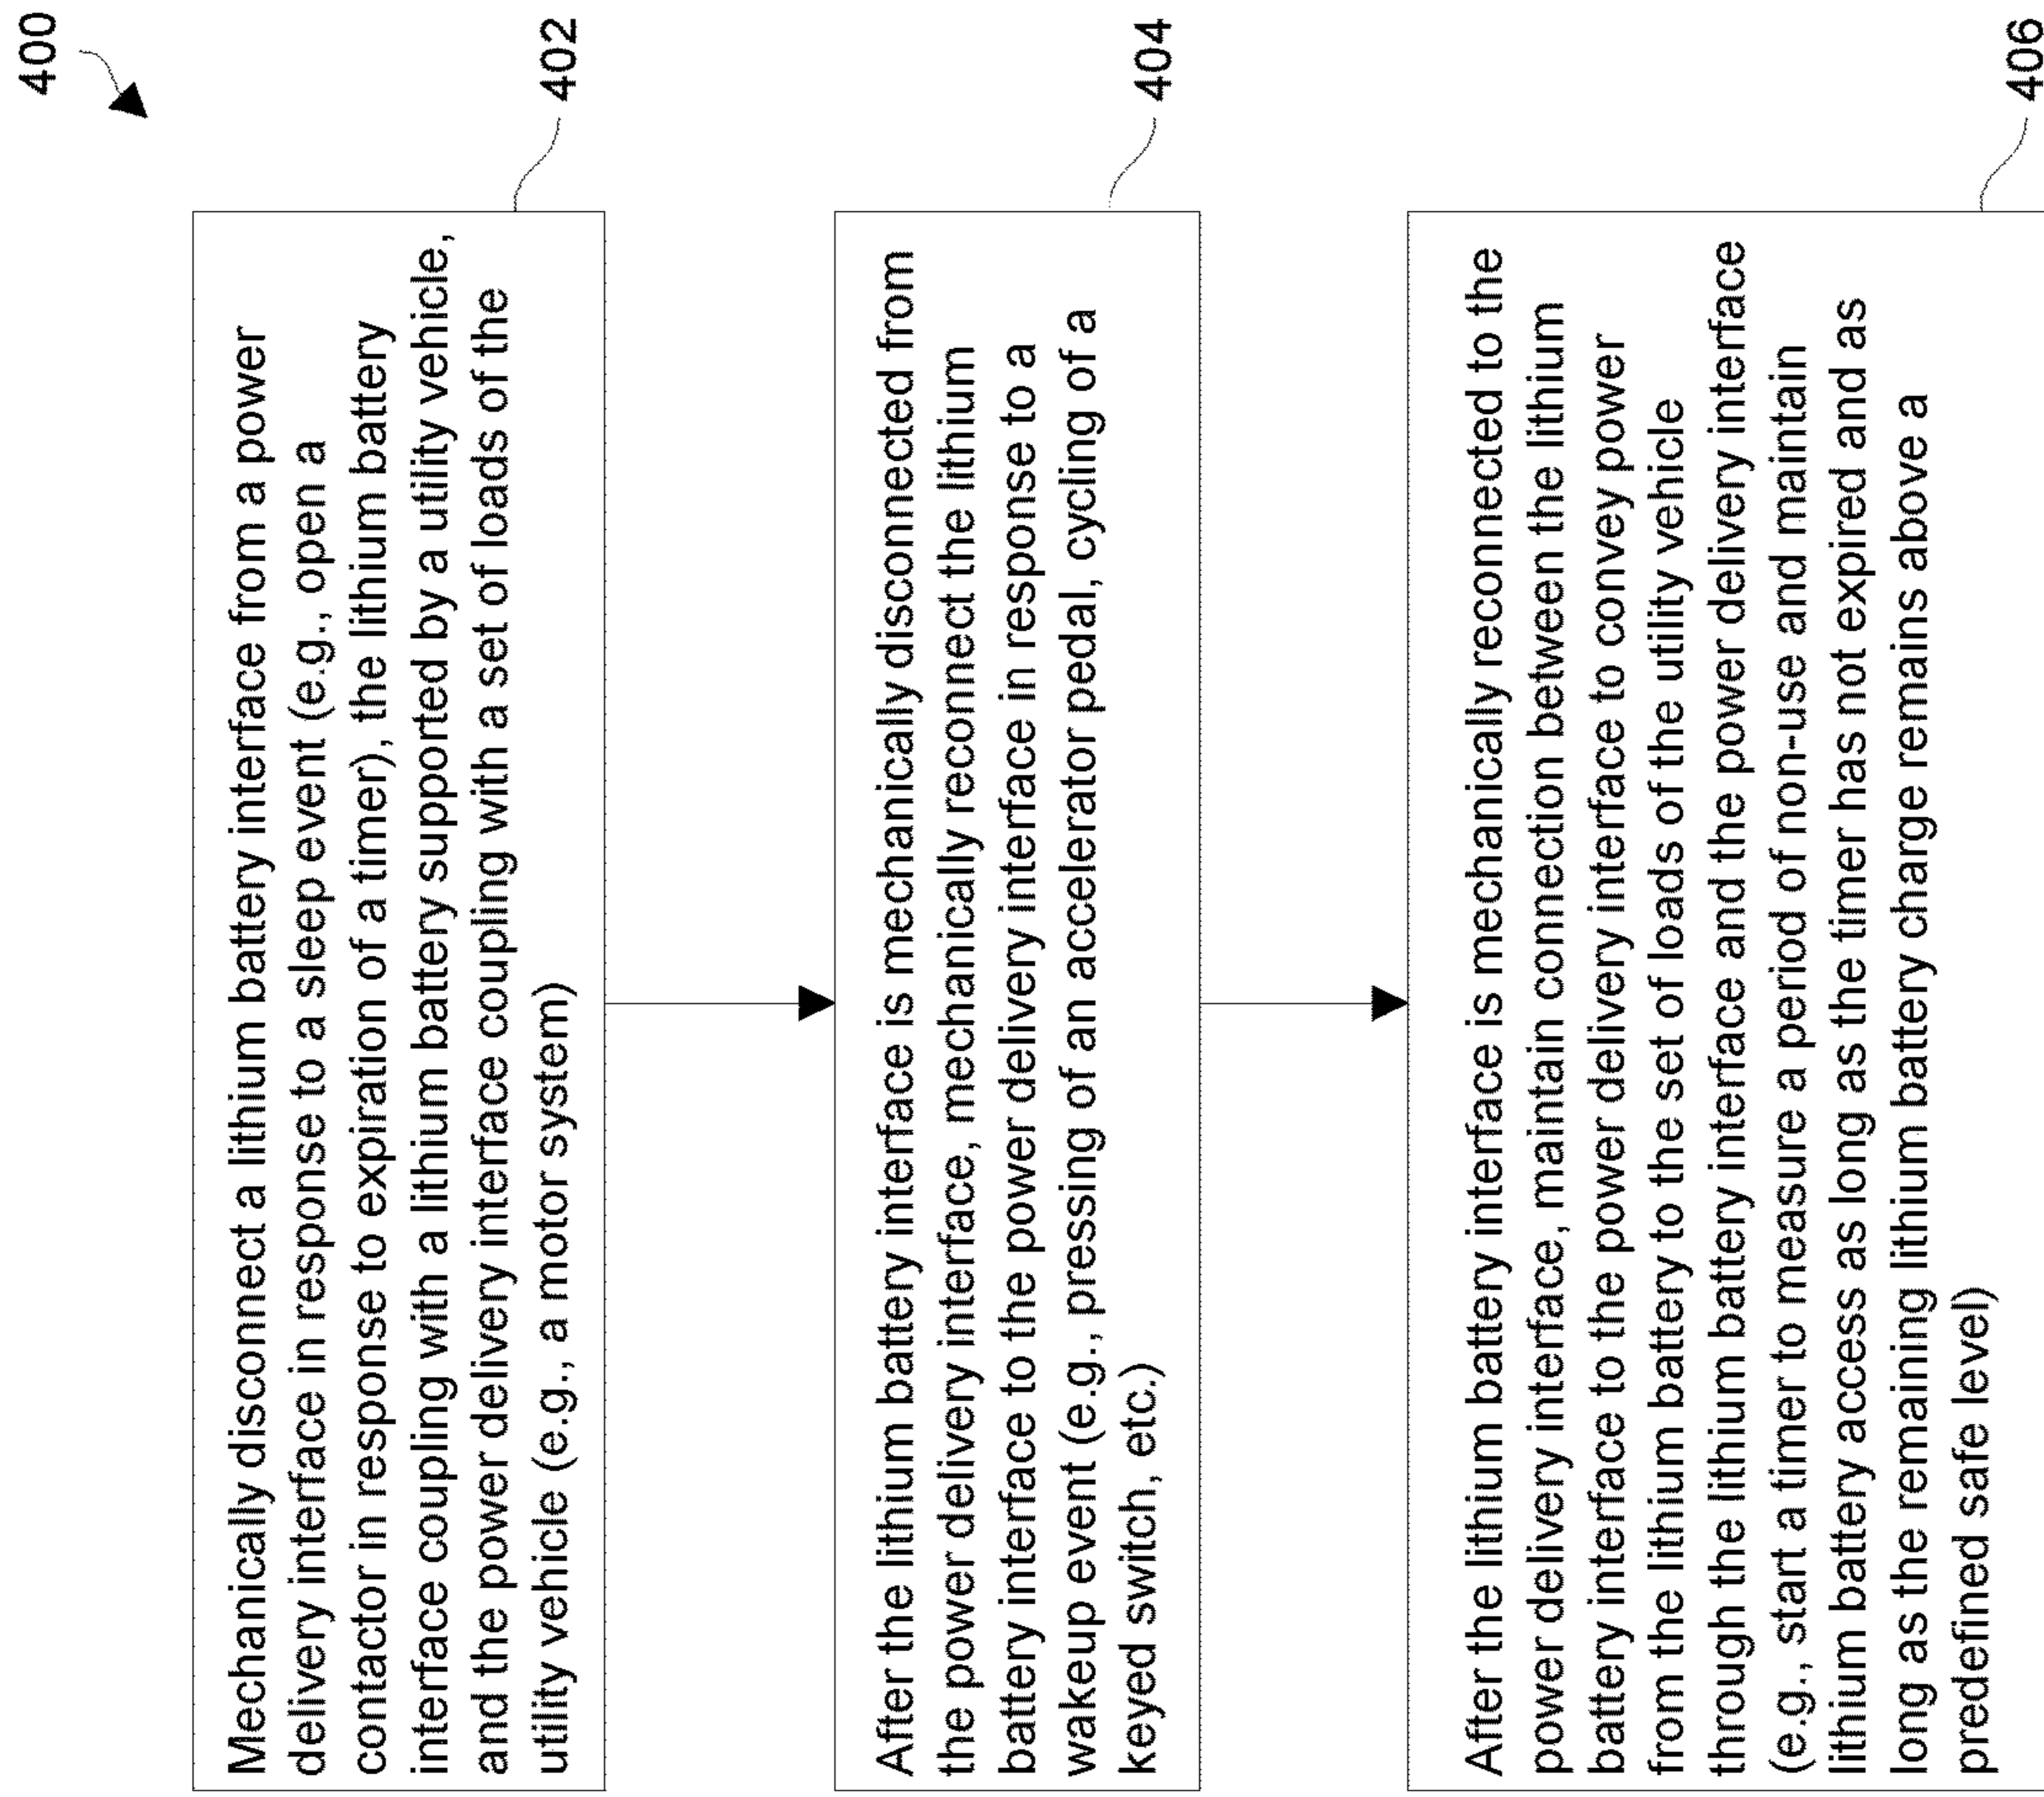 400
Mechanically disconnect a lithium battery interface from a power
delivery interface in response to a sleep event (e.g., open a
contactor in response to expiration of a timer), the lithium battery
interface coupling with a lithium battery supported by a utility vehicle,
and the power delivery interface coupling with a set of loads of the
utility vehicle (e.g., a motor system)
402
After the lithium battery interface is mechanically disconnected from
the power delivery interface, mechanically reconnect the lithium
battery interface to the power delivery interface in response to a
wakeup event (e.g., pressing of an accelerator pedal, cycling of a
keyed switch, etc.)
404
After the lithium battery interface is mechanically reconnected to the
power delivery interface, maintain connection between the lithium
battery interface to the power delivery interface to convey power
from the lithium battery to the set of loads of the utility vehicle
through the lithium battery interface and the power delivery interface
(e.g., start a timer to measure a period of non-use and maintain
lithium battery access as long as the timer has not expired and as
long as the remaining lithium battery charge remains above a
predefined safe level)
406